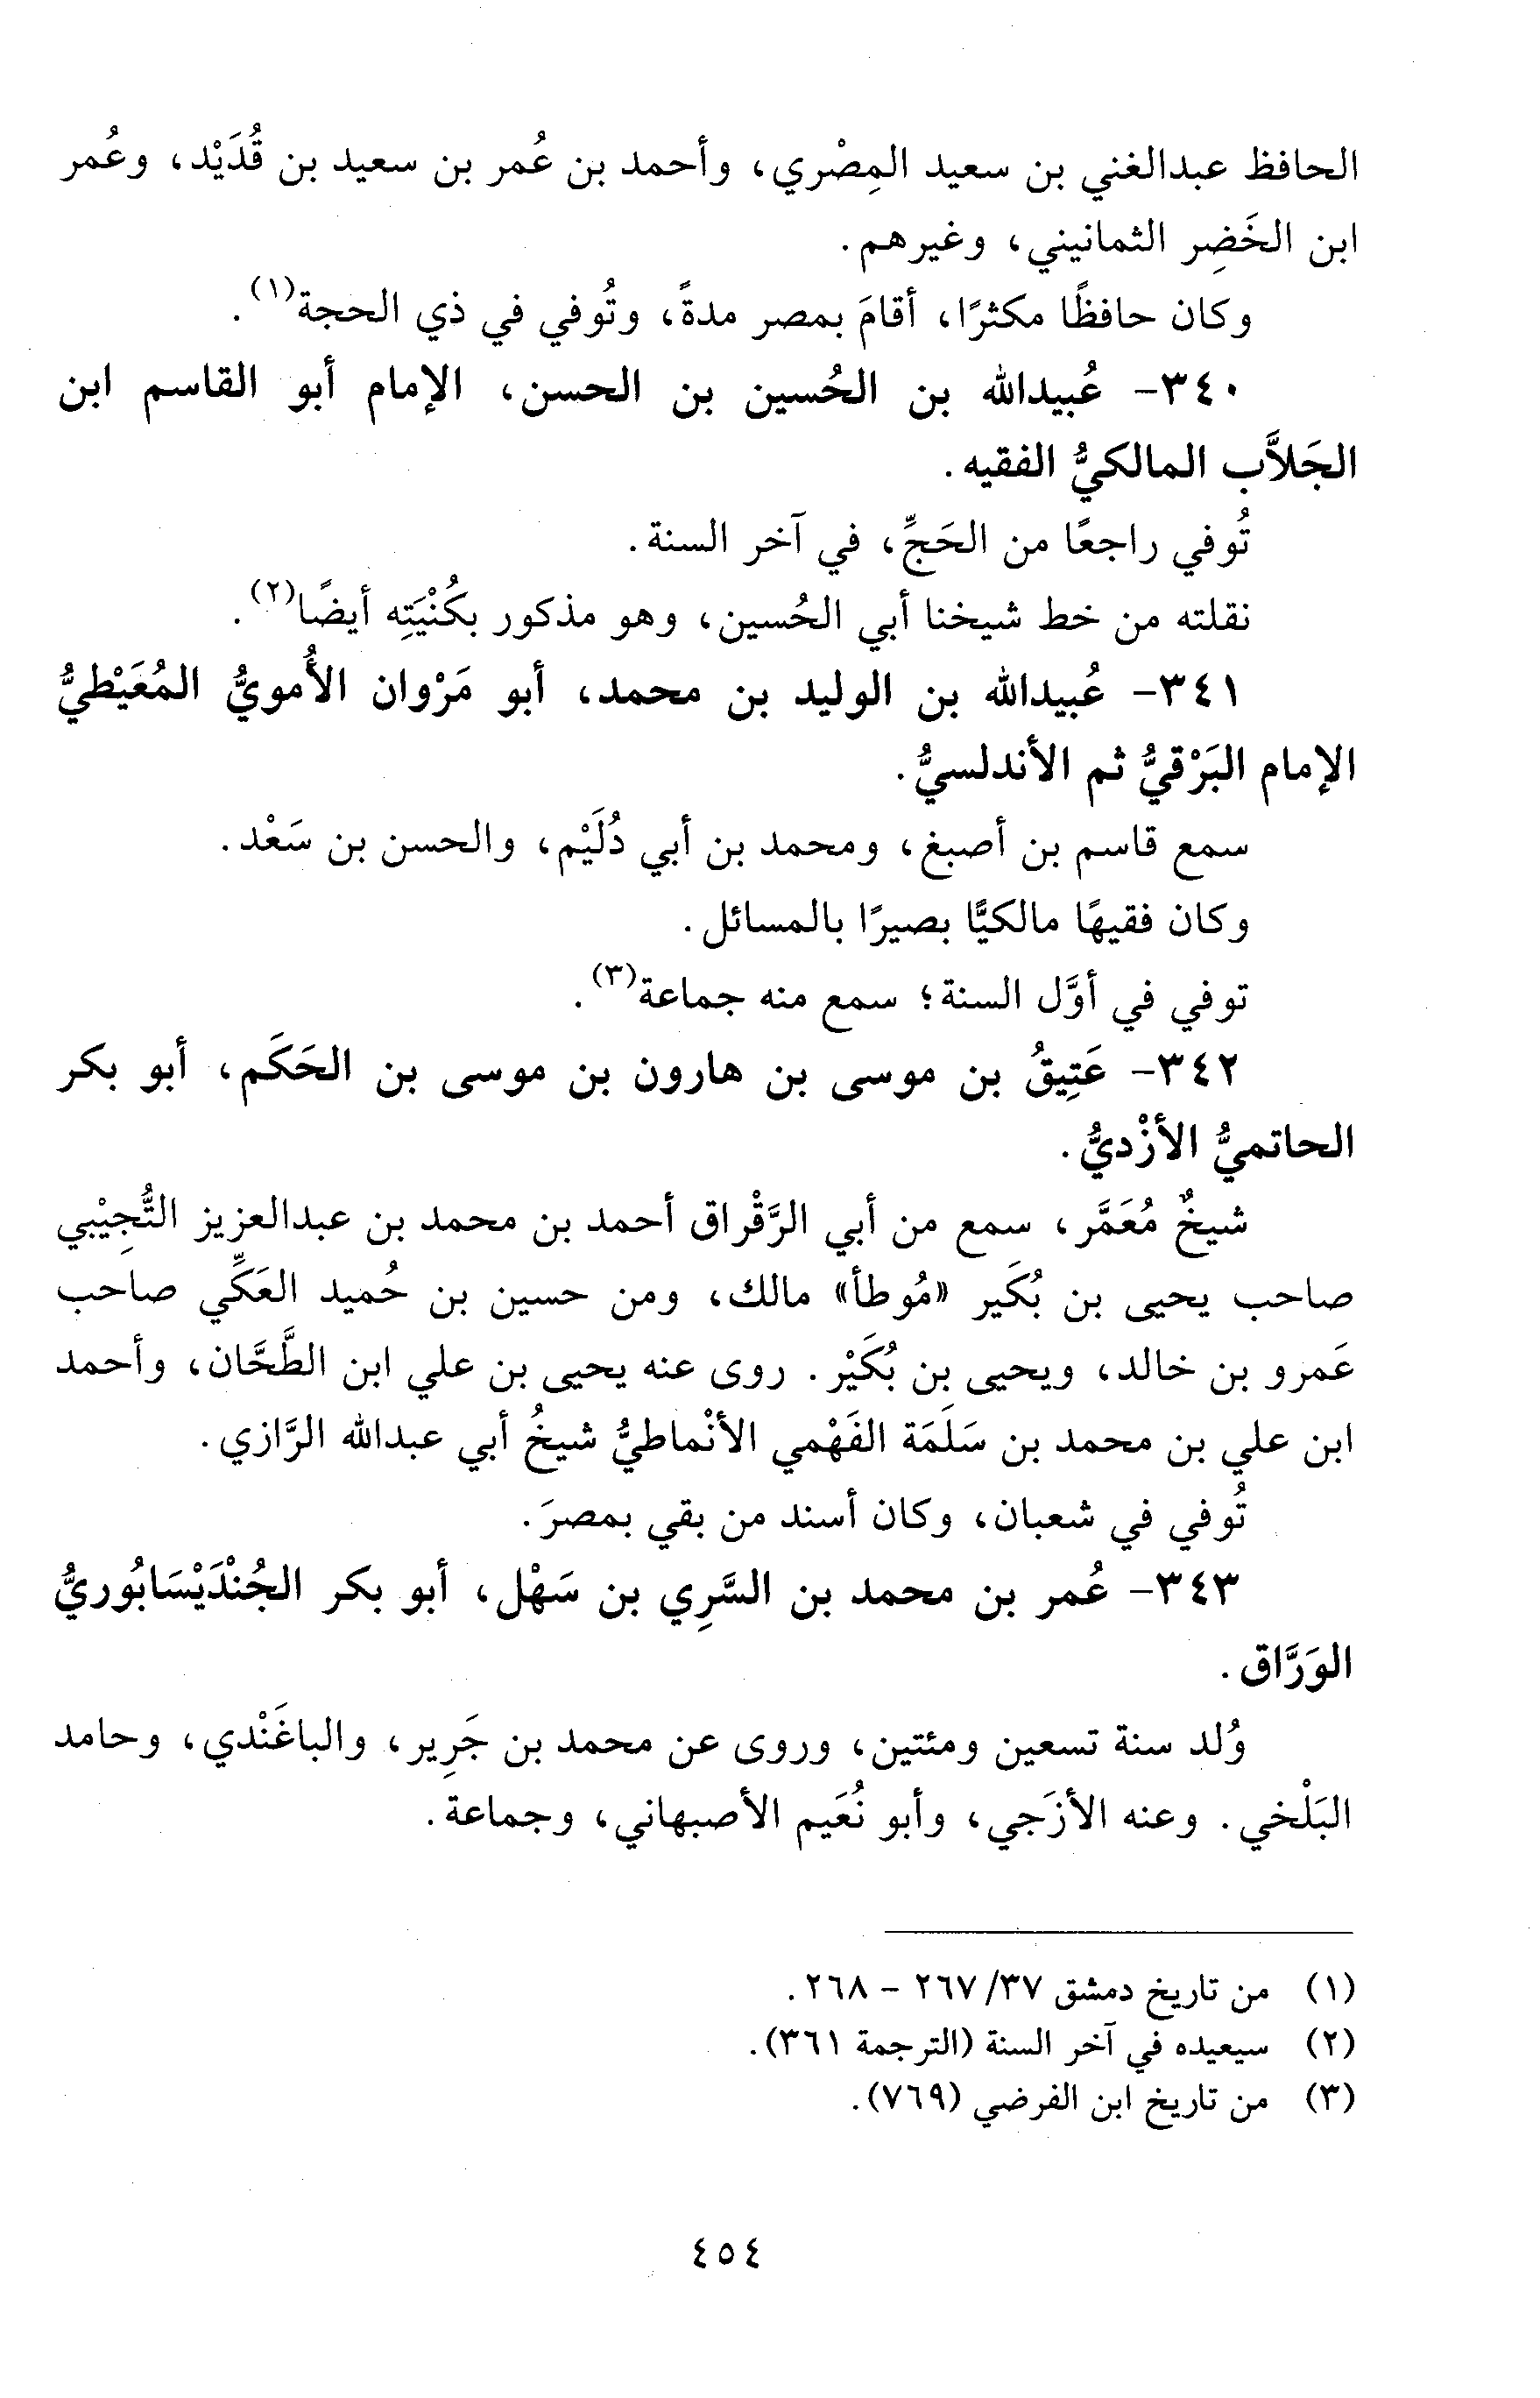 الحافظ عبدالغني بن سعيد المِصْري، وأحمد بن عُمر بن سعيد بن قُدَيْد، وعُمر
ابن الخَضِر الثمانيني، وغيرهم.
وكان حافظًا مكثرًا، أقامَ بمصر مدةً، وتُوفي في ذي الحجة(١).
٣٤٠- عُبيدالله بن الحُسين بن الحسن، الإمام أبو القاسم ابن
الجَلاَّب المالكيُّ الفقيه.
تُوفي راجعًا من الحَجِّ، في آخر السنة.
نقلته من خط شيخنا أبي الحُسين، وهو مذكور بكُنْيَتِه أيضًا(٢).
٣٤١- عُبيدالله بن الوليد بن محمد، أبو مَرْوان الأُمويُّ المُعَيْطيُّ
الإمام البَرْقيُّ ثم الأندلسيُّ.
سمع قاسم بن أصبغ، ومحمد بن أبي دُلَيْم، والحسن بن سَعْد.
وكان فقيهًا مالكيًّا بصيرًا بالمسائل.
توفي في أوَّل السنة؛ سمع منه جماعة(٣).
٣٤٢- عَتِيقُ بن موسى بن هارون بن موسى بن الحَكَم، أبو بكر
الحاتميُّ الأزْديُّ.
شيخٌ مُعَمَّر، سمع من أبي الرَّقْراق أحمد بن محمد بن عبدالعزيز التُّجِيْبي
صاحب يحيى بن بُكَير «مُوطأ» مالك، ومن حسين بن حُميد العَكِّي صاحب
عَمرو بن خالد، ويحيى بن بُكَيْر. روى عنه يحيى بن علي ابن الطَّحَّان، وأحمد
ابن علي بن محمد بن سَلَمَة الفَهْمي الأنْماطيُّ شيخُ أبي عبدالله الرَّازي.
تُوفي في شعبان، وكان أسند من بقي بمصرَ.
٣٤٣- عُمر بن محمد بن السَّرِي بن سَهْل، أبو بكر الجُنْدَيْسَابُوريُّ
الوَرَّاق.
وُلد سنة تسعين ومئتين، وروى عن محمد بن جَرِير، والباغَنْدي، وحامد
البَلْخي. وعنه الأزَجي، وأبو نُعَيم الأصبهاني، وجماعة.
(١) من تاريخ دمشق ٣٧/ ٢٦٧ - ٢٦٨.
(٢) سيعيده في آخر السنة (الترجمة ٣٦١).
(٣) من تاريخ ابن الفرضي (٧٦٩).
٤٥٤